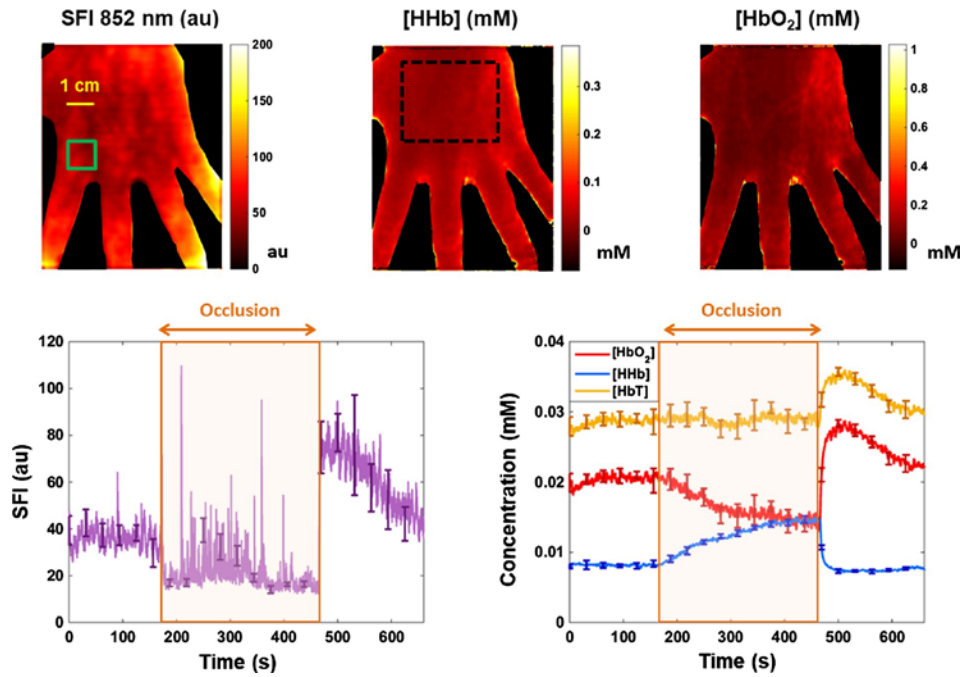 SFI 852 nm (au)
[HHb] (mM)
[HbO₂] (mM)
200
150
100
50
0
au
1 cm
0.3
0.2
0.1
0
mM
1
0.8
0.6
0.4
0.2
0
mM
Occlusion
120
100
80
60
40
20
0
SFI (au)
0
100
200
300
400
500
600
Time (s)
Occlusion
0.04
0.03
0.02
0.01
0
Concentration (mM)
[HbO₂]
[HHb]
[HbT]
0
100
200
300
400
500
600
Time (s)